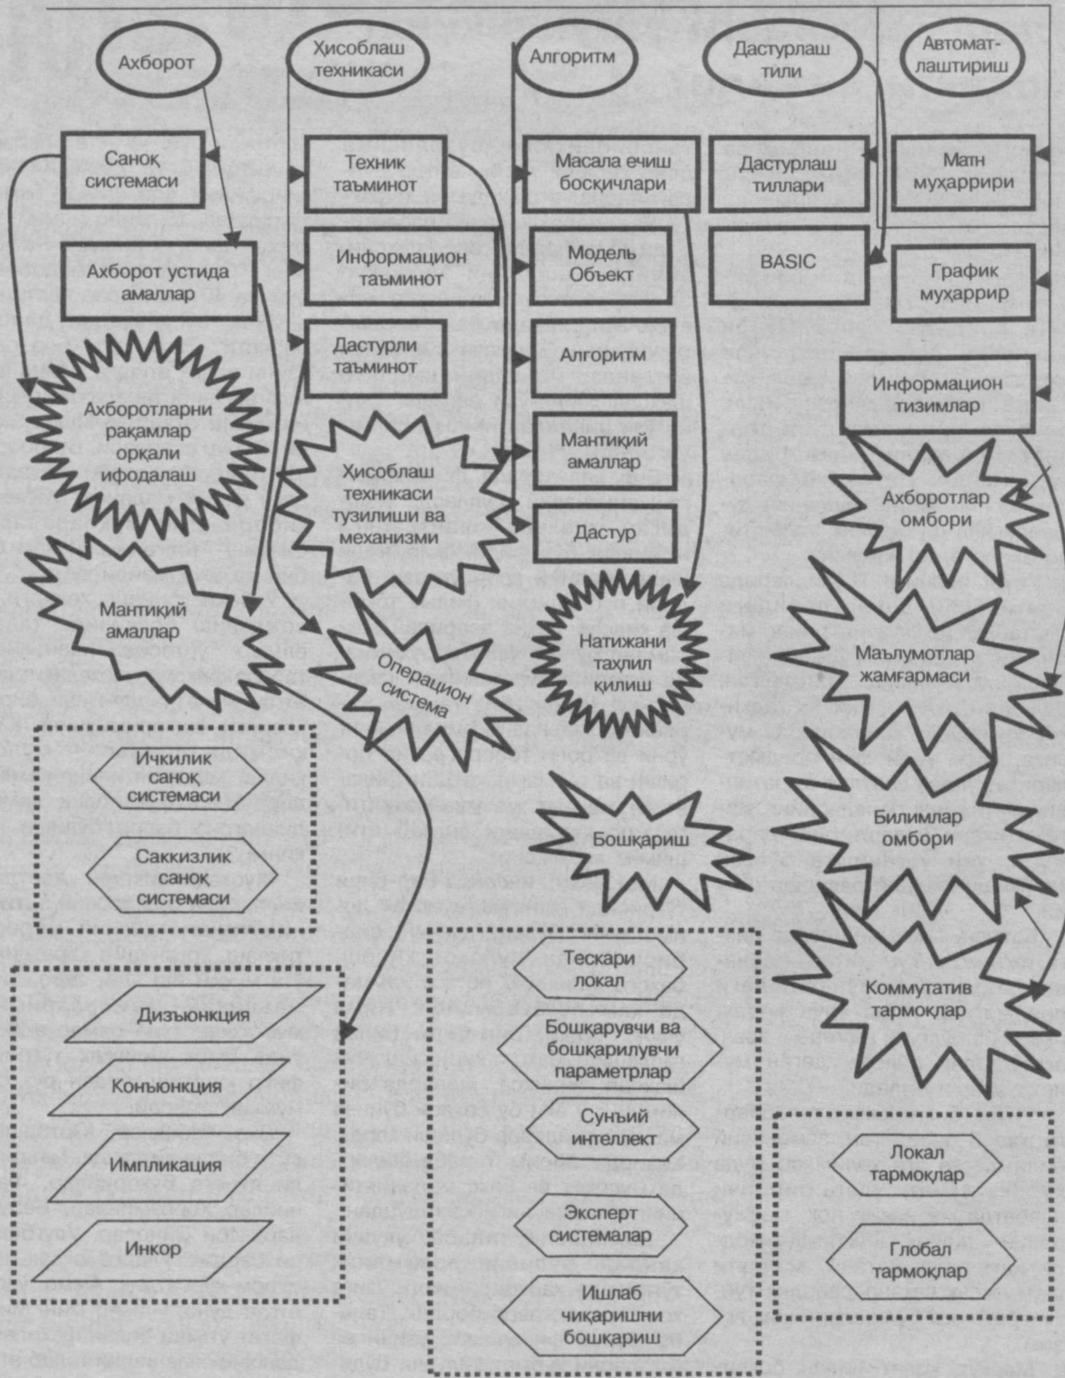 Ахборот
Ҳисоблаш
техникаси
Алгоритм
Дастурлаш
тили
Автомат-
лаштириш
Саноқ
системаси
Ахборот устида
амаллар
Ахборотларни
рақамлар
орқали
ифодалаш
Мантиқий
амаллар
Ичкилик
саноқ
системаси
Саккизлик
саноқ
системаси
Дизъюнкция
Конъюнкция
Импликация
Инкор
Техник
таъминот
Информацион
таъминот
Дастурли
таъминот
Ҳисоблаш
техникаси
тузилиши ва
механизми
Операцион
система
Масала ечиш
босқичлари
Модель
Объект
Алгоритм
Мантиқий
амаллар
Дастур
Натижани
таҳлил
қилиш
Бошқариш
Тескари
локал
Бошқарувчи ва
бошқарилувчи
параметрлар
Сунъий
интеллект
Эксперт
системалар
Ишлаб
чиқаришни
бошқариш
Дастурлаш
тиллари
BASIC
Матн
муҳаррири
График
муҳаррир
Информацион
тизимлар
Ахборотлар
омбори
Маълумотлар
жамғармаси
Билимлар
омбори
Коммутатив
тармоқлар
Локал
тармоқлар
Глобал
тармоқлар